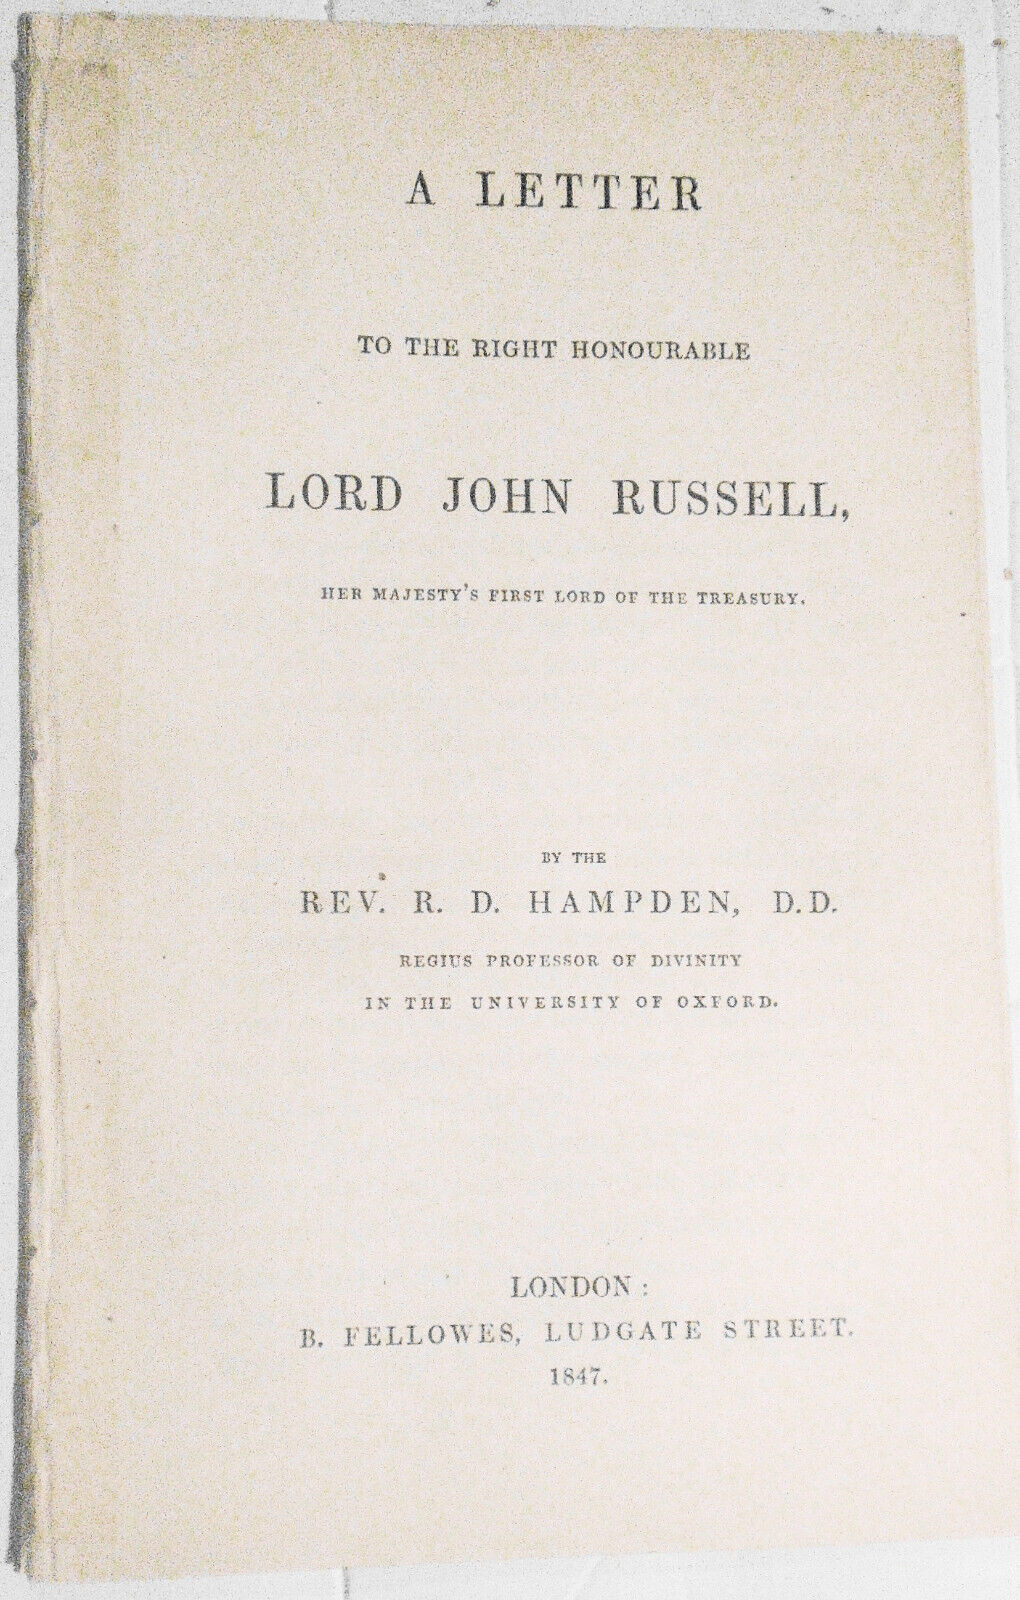 A LETTER
TO THE RIGHT HONOURABLE
LORD JOHN RUSSELL,
HER MAJESTY'S FIRST LORD OF THE TREASURY.
BY THE
REV. R. D. HAMPDEN, D.D.
REGIUS PROFESSOR OF DIVINITY
IN THE UNIVERSITY OF OXFORD.
LONDON:
B. FELLOWES, LUDGATE STREET.
1847.